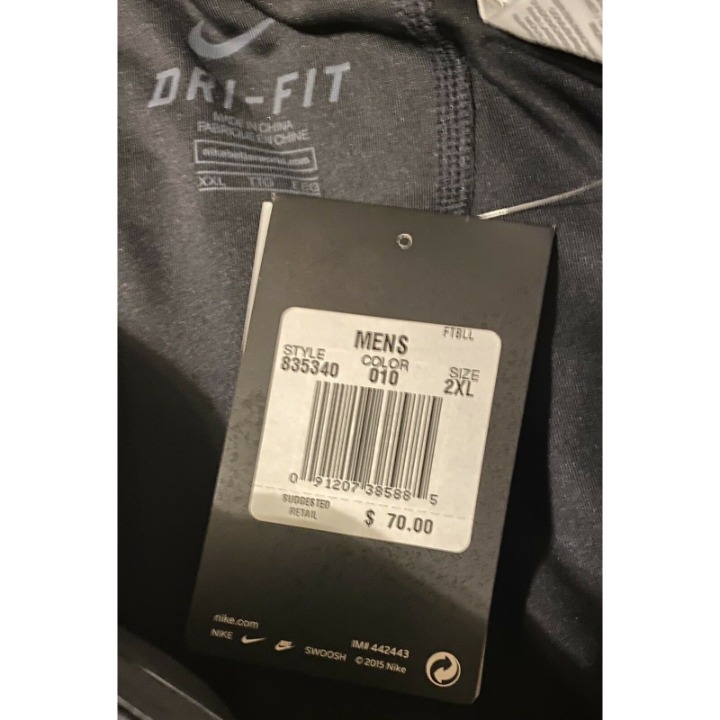 DRI-FIT
MADE IN CHINA
FABRIQUE EN CHINE
XXL
MENS
FTBLL
STYLE COLOR SIZE
835340 010 2XL
0 91207 38588 5
SUGGESTED
RETAIL
$ 70.00
nike.com
NIKE SWOOSH IM# 442443
©2015 Nike